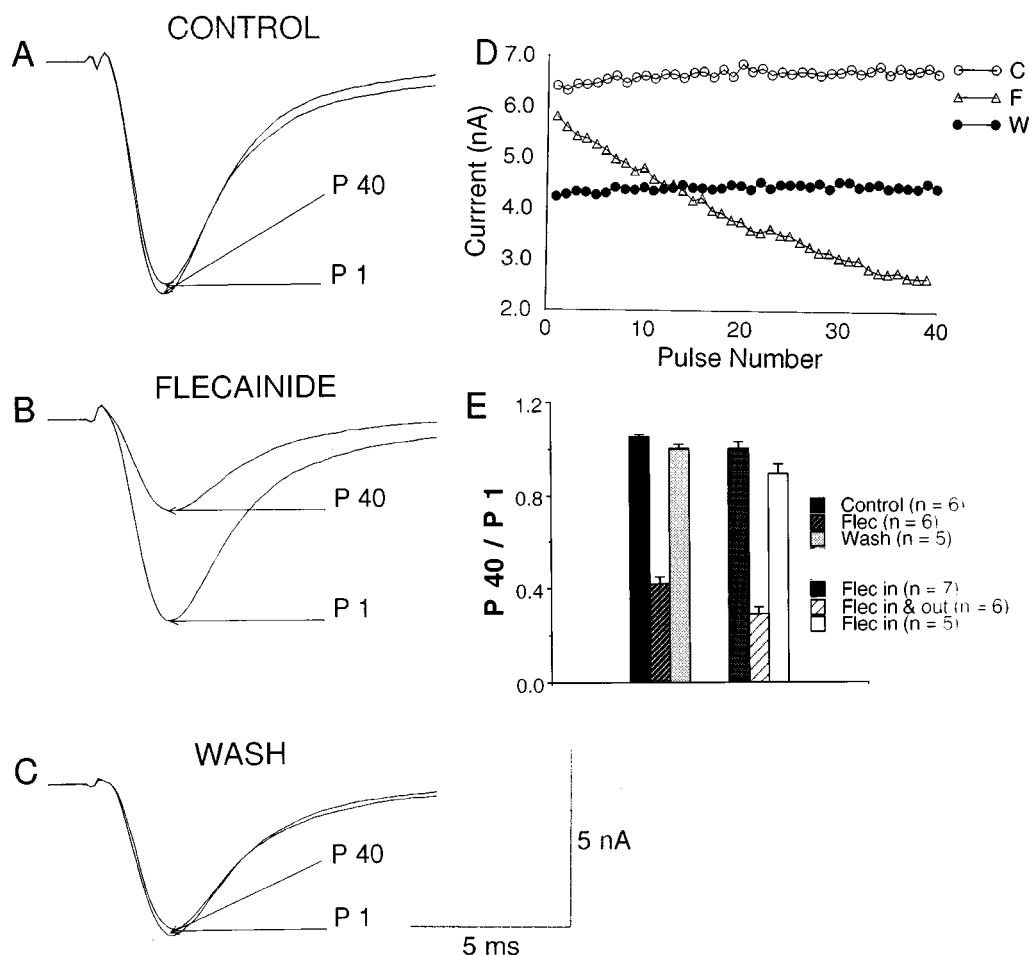 A
CONTROL
P 40
P 1
B
FLECAINIDE
P 40
P 1
C
WASH
P 40
P 1
5 nA
5 ms
D
7.0
6.0
5.0
4.0
3.0
2.0
Currrent (nA)
0
10
20
30
40
Pulse Number
C
F
W
E
1.2
0.8
0.4
0.0
P 40 / P 1
Control (n = 6)
Flec (n = 6)
Wash (n = 5)
Flec in (n = 7)
Flec in & out (n = 6)
Flec in (n = 5)